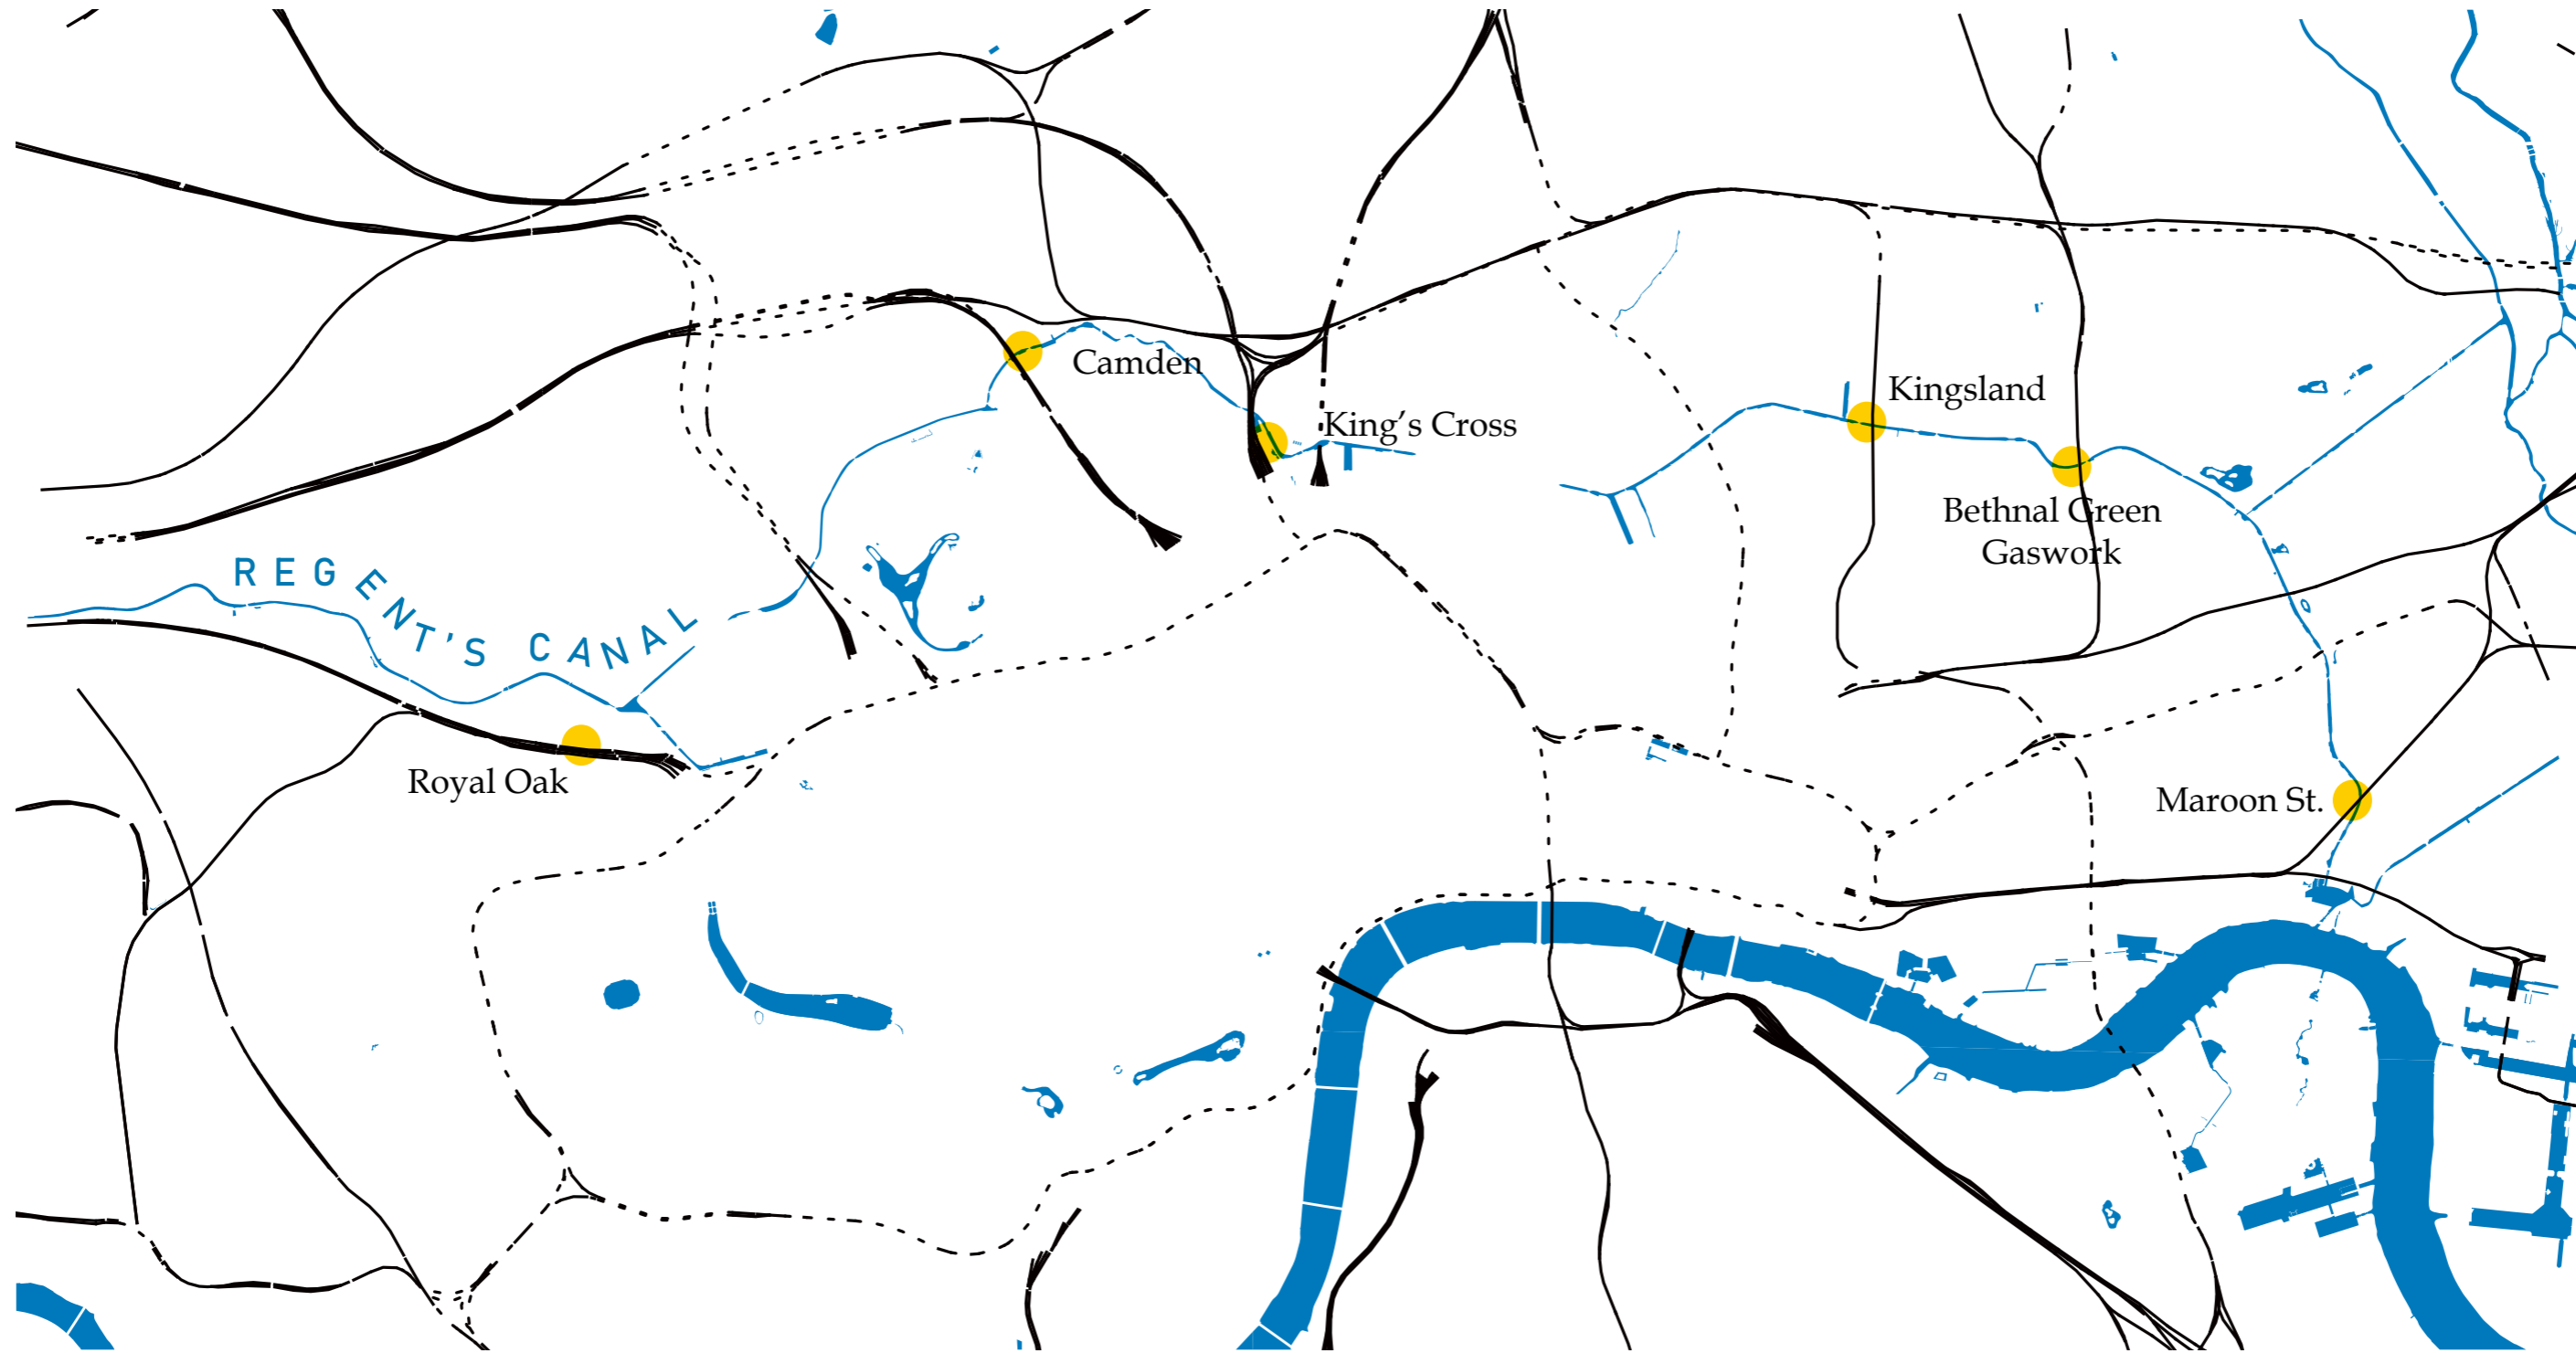 Camden
Kingsland
King’s Cross
Bethnal Green
Gaswork
REGENT’S CANAL
Royal Oak
Maroon St.